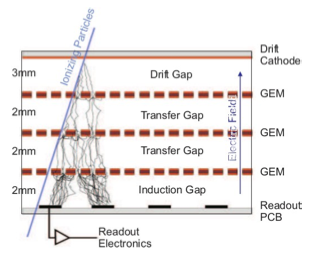 Ionizing Particles
Drift
Cathode
3mm
Drift Gap
GEM
2mm
Transfer Gap
Electric Field
GEM
2mm
Transfer Gap
GEM
2mm
Induction Gap
Readout
PCB
Readout
Electronics